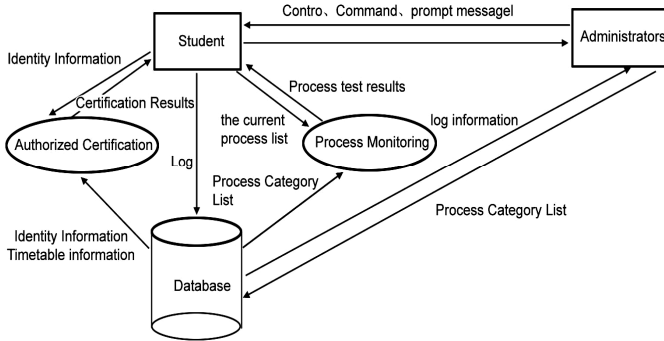 Contro、Command、prompt messagel
Student
Administrators
Identity Information
Process test results
Certification Results
the current
process list
log information
Authorized Certification
Process Monitoring
Log
Process Category
List
Process Category List
Identity Information
Timetable information
Database